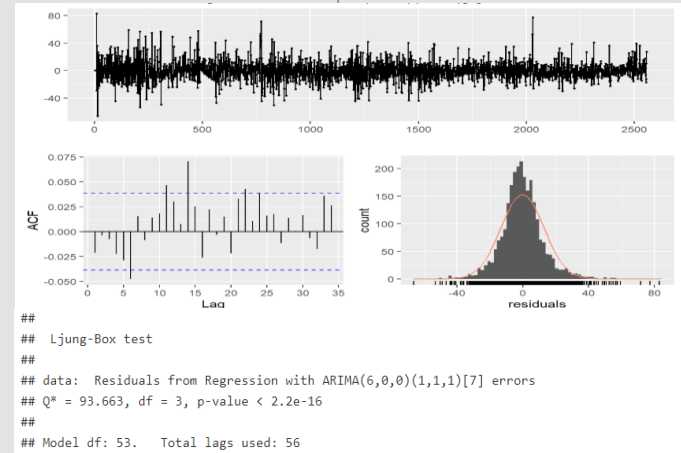 80
40
0
-40
0 500 1000 1500 2000 2500
0.075
0.050
0.025
0.000
-0.025
-0.050
ACF
0 5 10 15 20 25 30 35
Lag
200
150
100
50
0
count
-40 0 40 80
residuals
##
## Ljung-Box test
##
## data: Residuals from Regression with ARIMA(6,0,0)(1,1,1)[7] errors
## Q* = 93.663, df = 3, p-value < 2.2e-16
##
## Model df: 53. Total lags used: 56